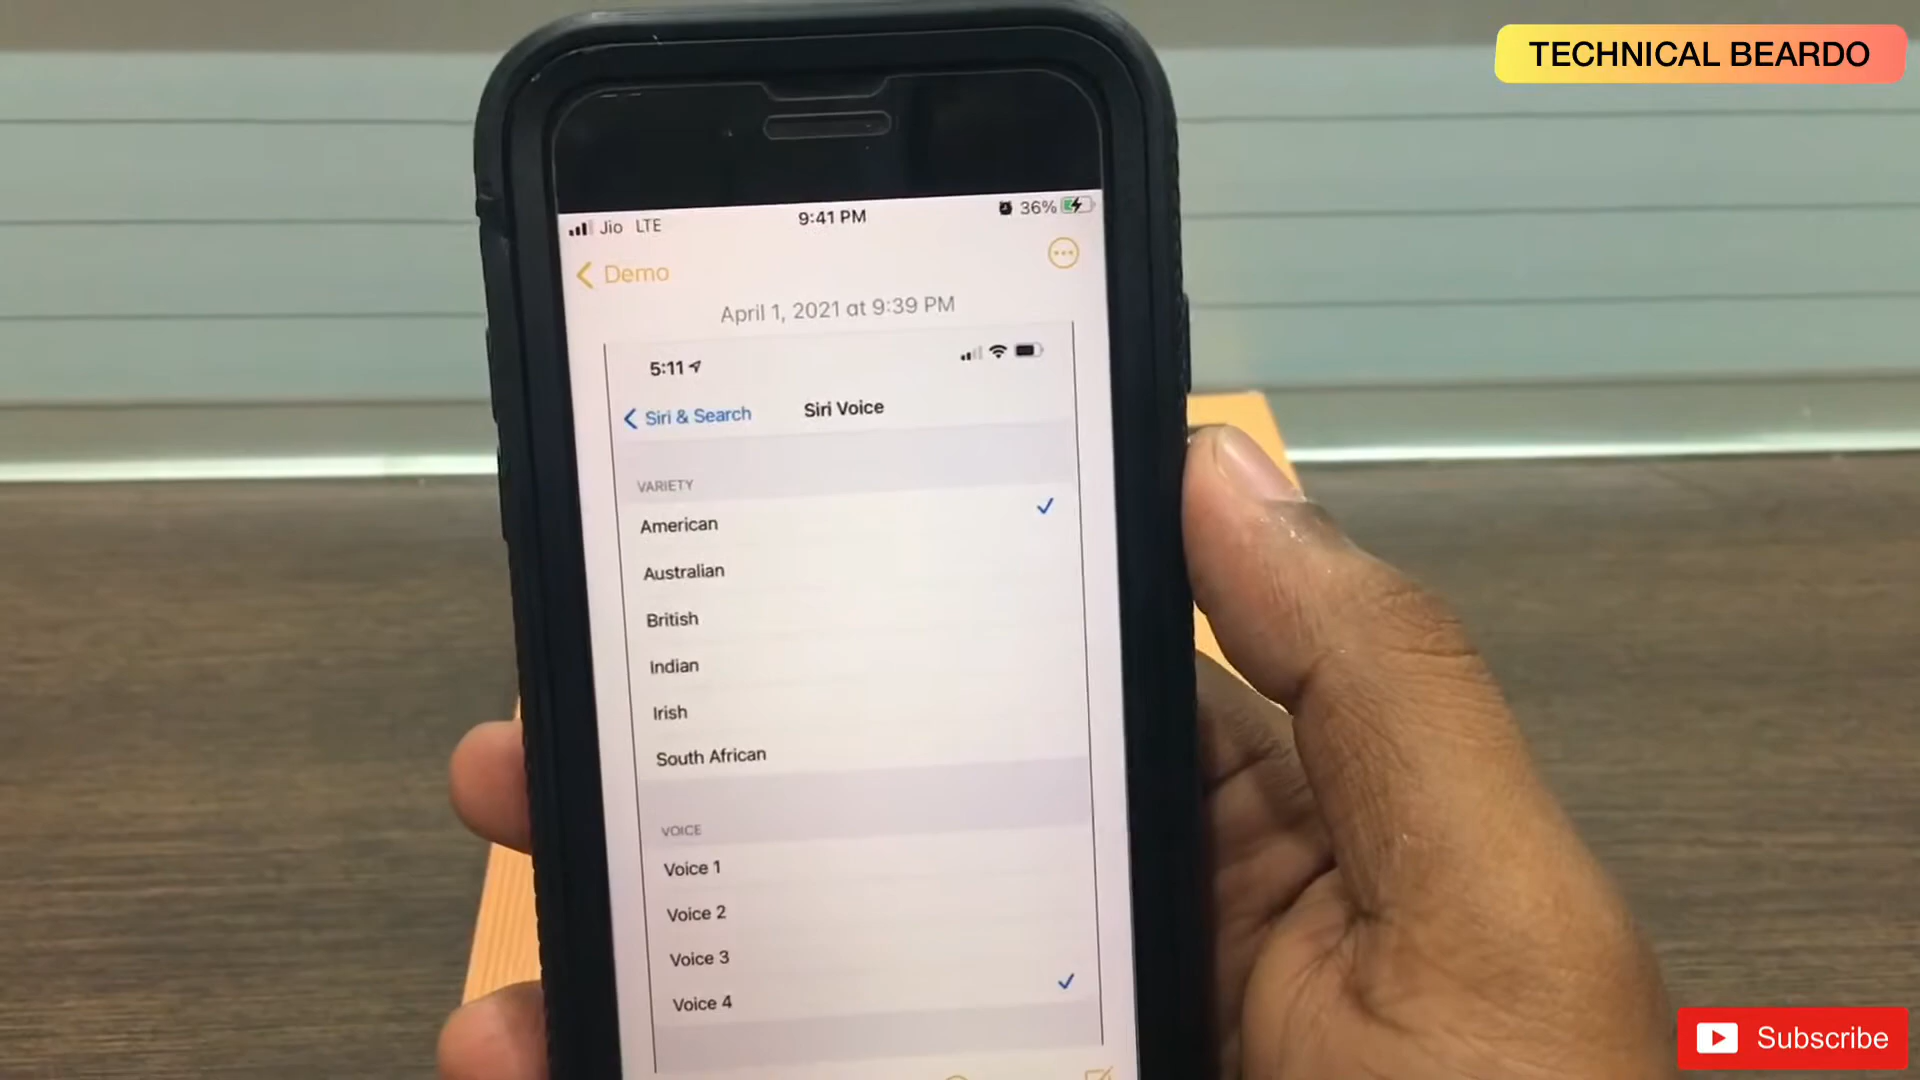 TECHNICAL BEARDO
Jio LTE 9:41 PM 36%
Demo
April 1, 2021 at 9:39 PM
5:11
Siri & Search Siri Voice
VARIETY
American
Australian
British
Indian
Irish
South African
VOICE
Voice 1
Voice 2
Voice 3
Voice 4
Subscribe